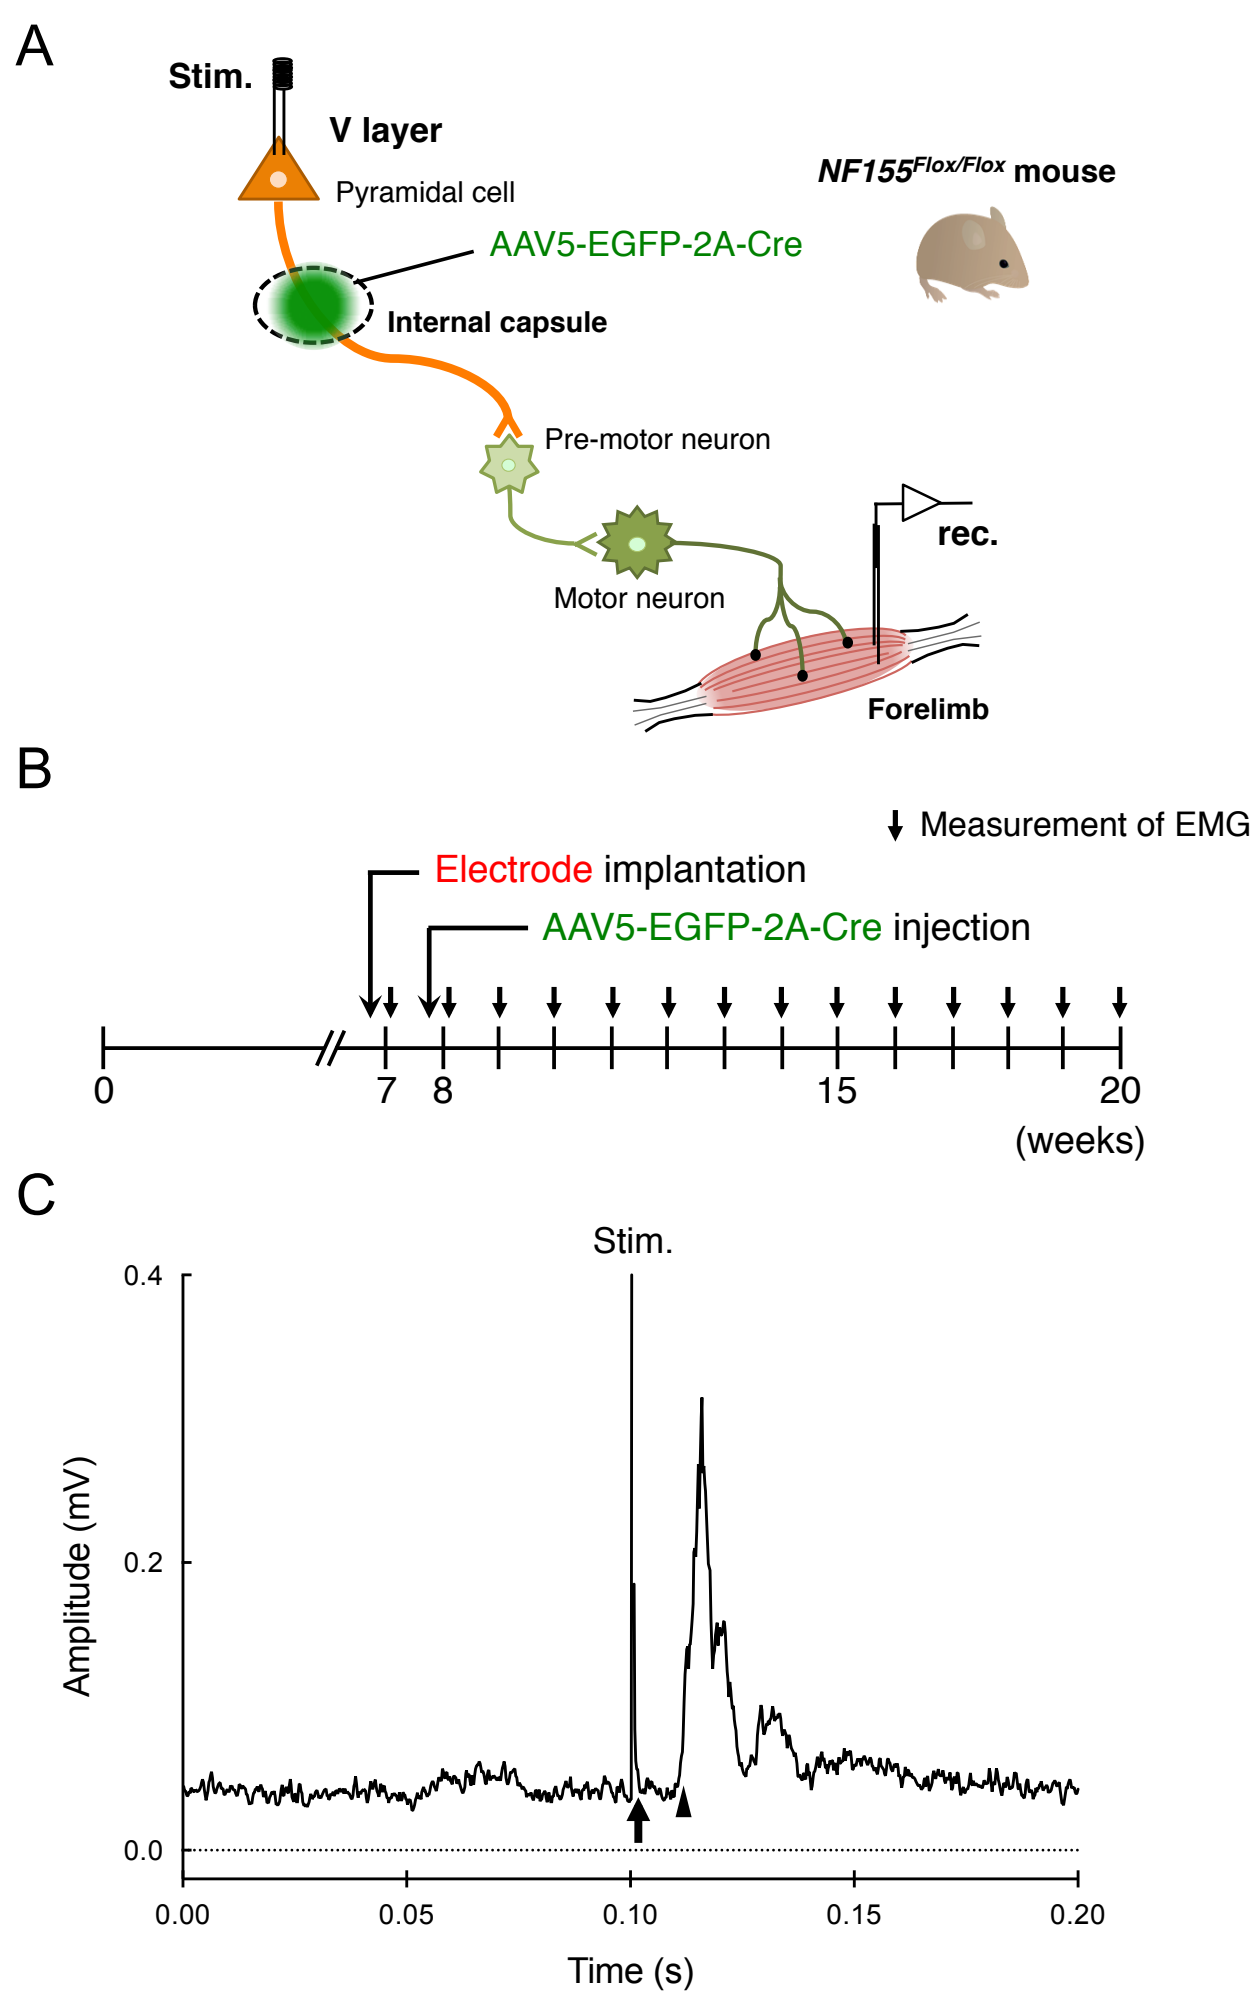 A
Stim.
V layer
Pyramidal cell
NF155Flox/Flox mouse
AAV5-EGFP-2A-Cre
Internal capsule
Pre-motor neuron
rec.
Motor neuron
Forelimb
B
Measurement of EMG
Electrode implantation
AAV5-EGFP-2A-Cre injection
0 7 8 15 20
(weeks)
C
Stim.
0.4
0.2
0.0
Amplitude (mV)
0.00 0.05 0.10 0.15 0.20
Time (s)